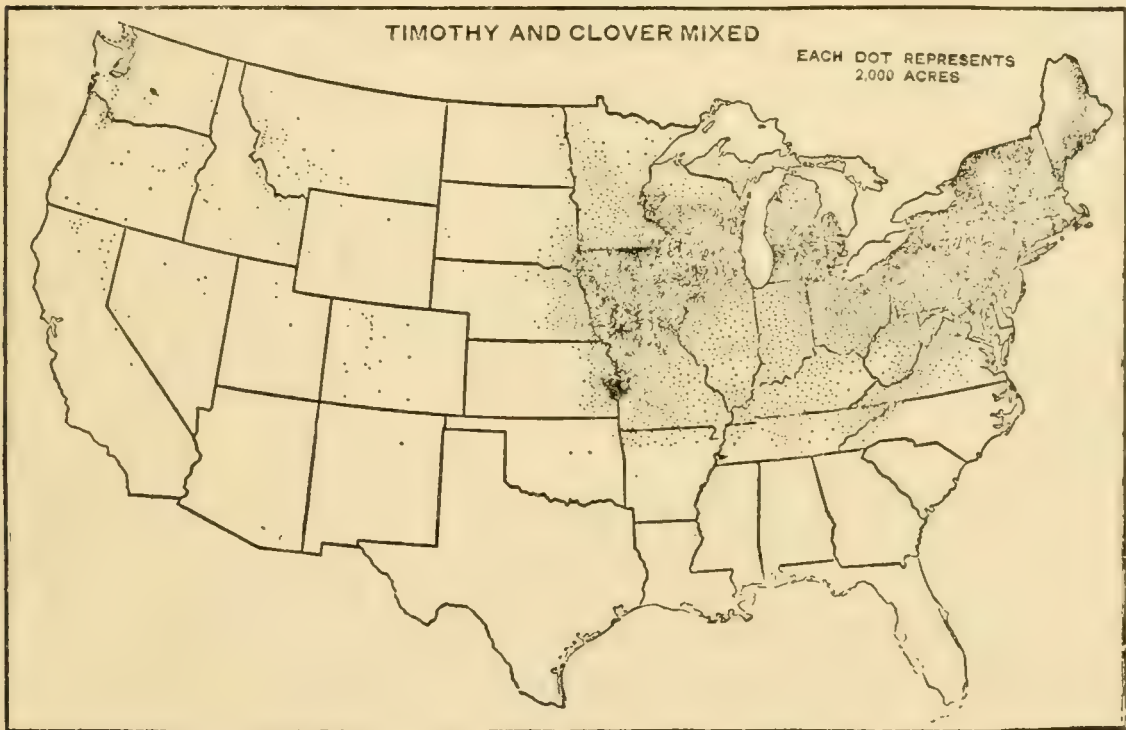 TIMOTHY AND CLOVER MIXED
EACH DOT REPRESENTS
2,000 ACRES